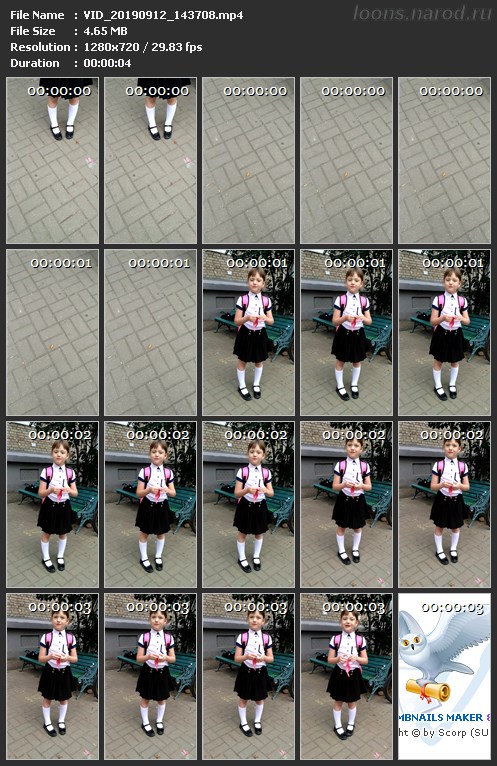 File Name : VID_20190912_143708.mp4
loons.narod.ru
File Size : 4.65 MB
Resolution : 1280x720 / 29.83 fps
Duration : 00:00:04
00:00:00 00:00:00 00:00:00 00:00:00 00:00:00
00:00:01 00:00:01 00:00:01 00:00:01 00:00:01
00:00:02 00:00:02 00:00:02 00:00:02 00:00:02
00:00:03 00:00:03 00:00:03 00:00:03 00:00:03
MBNAILS MAKER 8
ht © by Scorp (SU